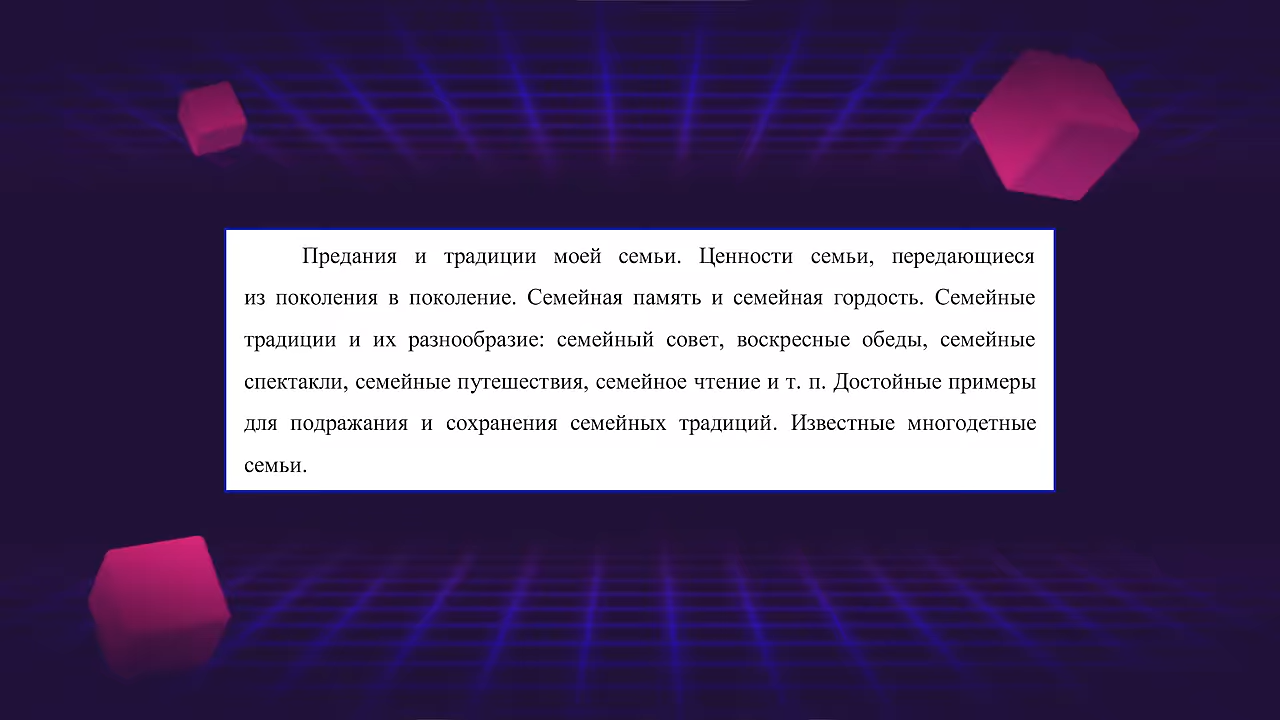 Предания и традиции моей семьи. Ценности семьи, передающиеся
из поколения в поколение. Семейная память и семейная гордость. Семейные
традиции и их разнообразие: семейный совет, воскресные обеды, семейные
спектакли, семейные путешествия, семейное чтение и т. п. Достойные примеры
для подражания и сохранения семейных традиций. Известные многодетные
семьи.